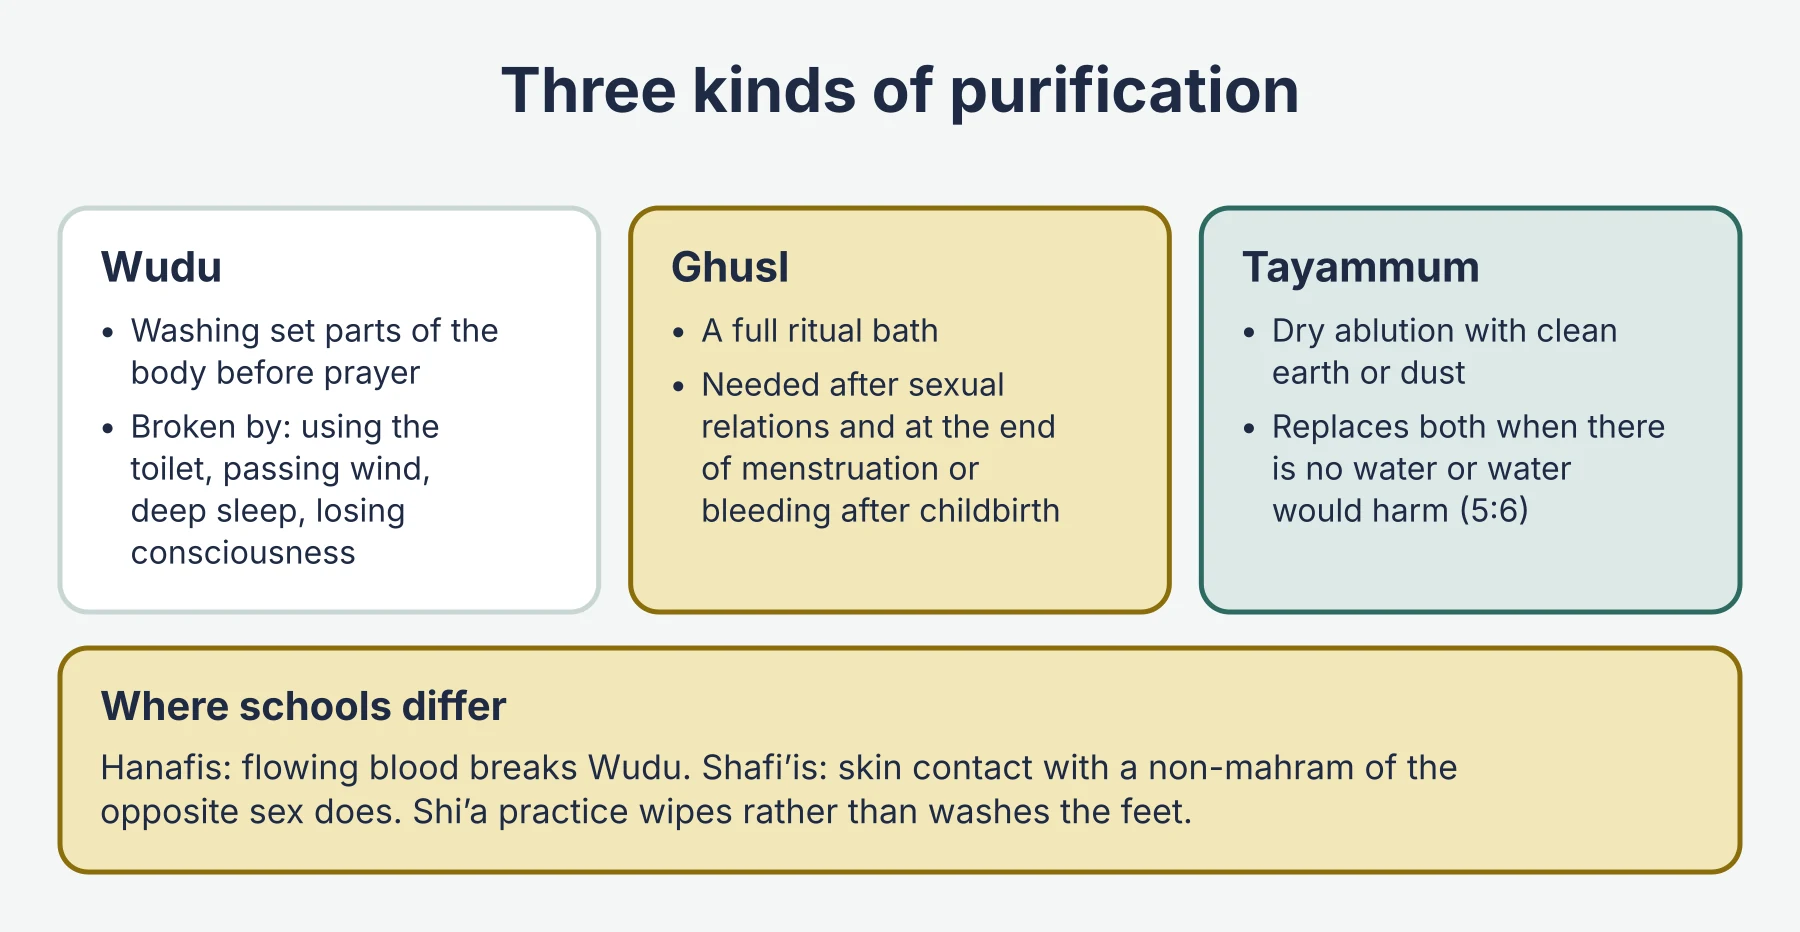 Three kinds of purification
Wudu
• Washing set parts of the
body before prayer
• Broken by: using the
toilet, passing wind,
deep sleep, losing
consciousness
Ghusl
• A full ritual bath
• Needed after sexual
relations and at the end
of menstruation or
bleeding after childbirth
Tayammum
• Dry ablution with clean
earth or dust
• Replaces both when there
is no water or water
would harm (5:6)
Where schools differ
Hanafis: flowing blood breaks Wudu. Shafi’is: skin contact with a non-mahram of the
opposite sex does. Shi’a practice wipes rather than washes the feet.